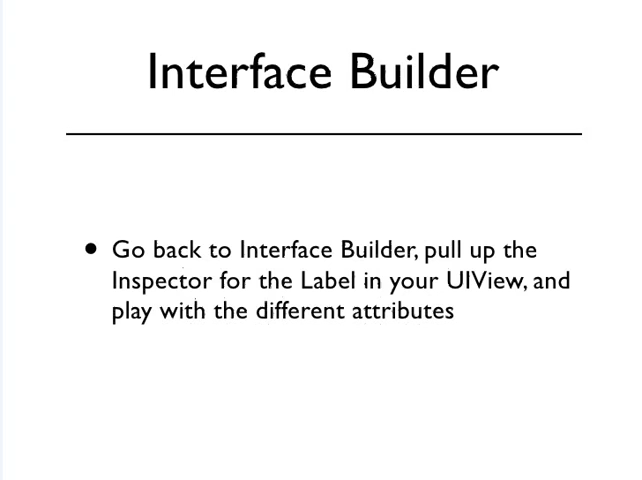 Interface Builder
• Go back to Interface Builder, pull up the
Inspector for the Label in your UIView, and
play with the different attributes